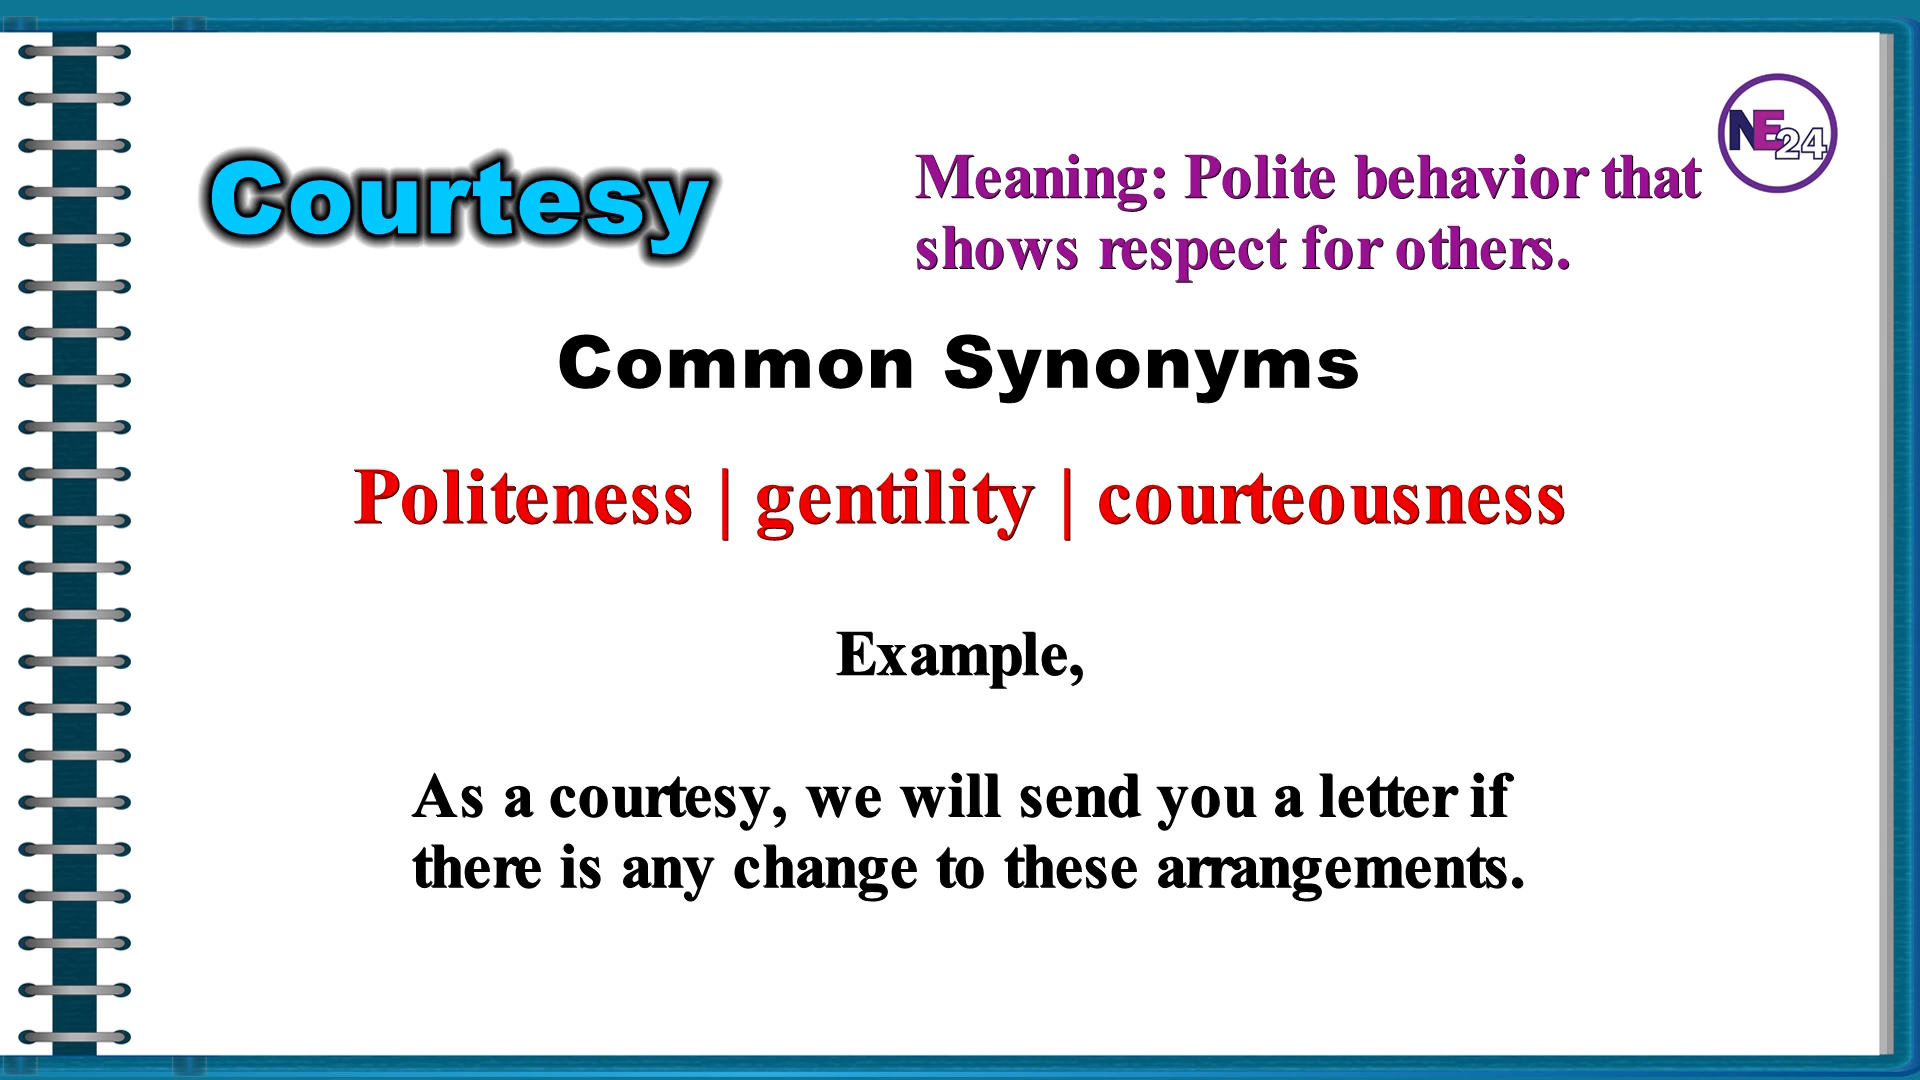 Courtesy
Meaning: Polite behavior that
shows respect for others.
NE24
Common Synonyms
Politeness | gentility | courteousness
Example,
As a courtesy, we will send you a letter if
there is any change to these arrangements.